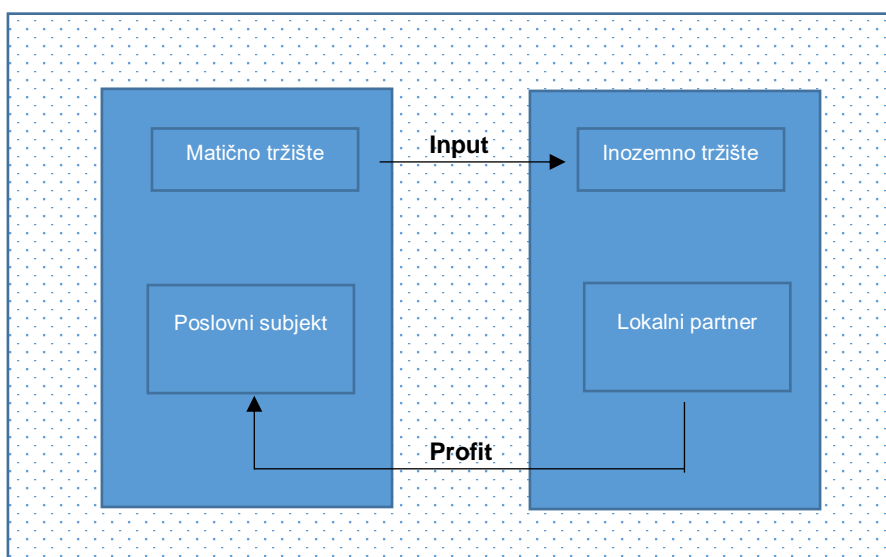 Matično tržište
Input
Inozemno tržište
Poslovni subjekt
Lokalni partner
Profit